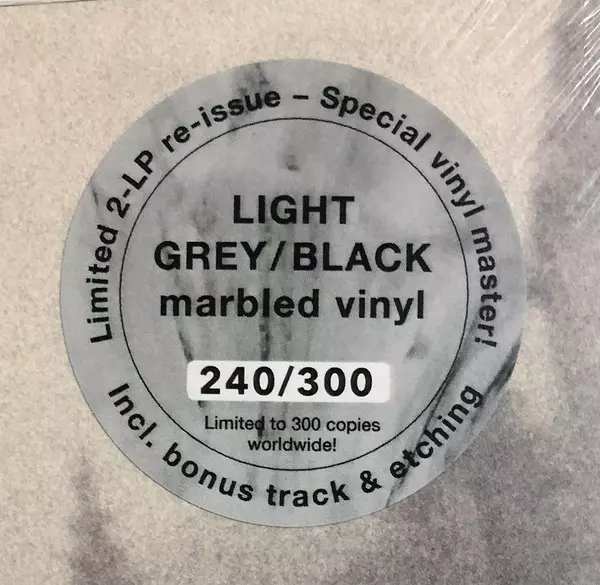 Limited 2-LP re-issue – Special vinyl master!
LIGHT
GREY/BLACK
marbled vinyl
240/300
Limited to 300 copies
worldwide!
Incl. bonus track & etching